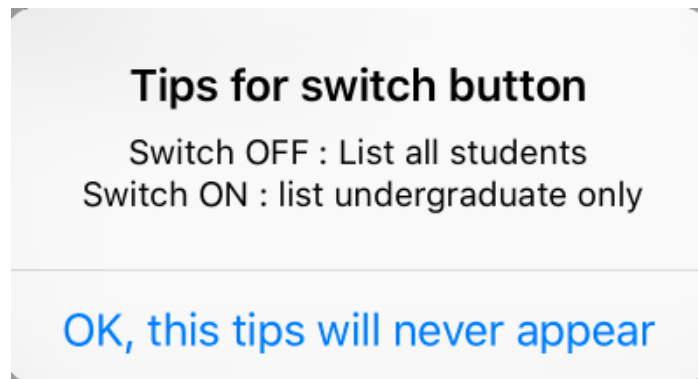 Tips for switch button
Switch OFF : List all students
Switch ON : list undergraduate only
OK, this tips will never appear